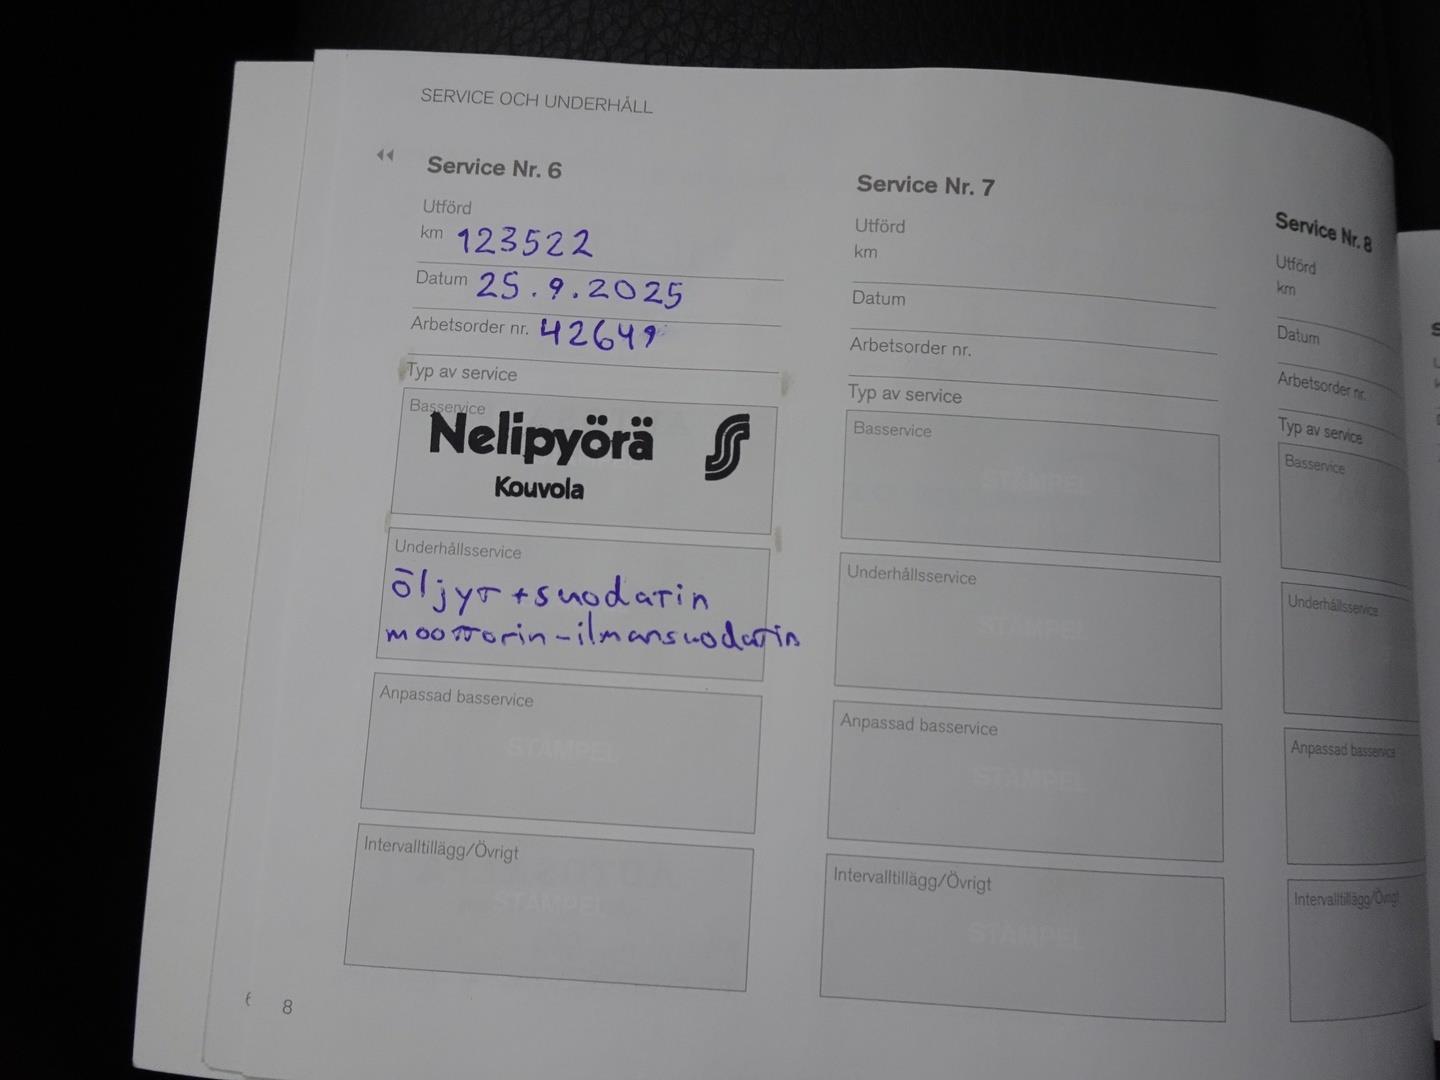 SERVICE OCH UNDERHÅLL
Service Nr. 6
Utförd
km 123522
Datum 25.9.2025
Arbetsorder nr. 42649
Typ av service
Basservice
Nelipyörä
Kouvola
Underhållsservice
öljyt + suodatin
moottorin-ilmansuodatin
Anpassad basservice
STÄMPEL
Intervalltillägg/Övrigt
STÄMPEL
8
Service Nr. 7
Utförd
km
Datum
Arbetsorder nr.
Typ av service
Basservice
STÄMPEL
Underhållsservice
STÄMPEL
Anpassad basservice
STÄMPEL
Intervalltillägg/Övrigt
STÄMPEL
Service Nr. 8
Utförd
km
Datum
Arbetsorder nr.
Typ av service
Basservice
Underhållsservice
Anpassad basservice
Intervalltillägg/Övrigt